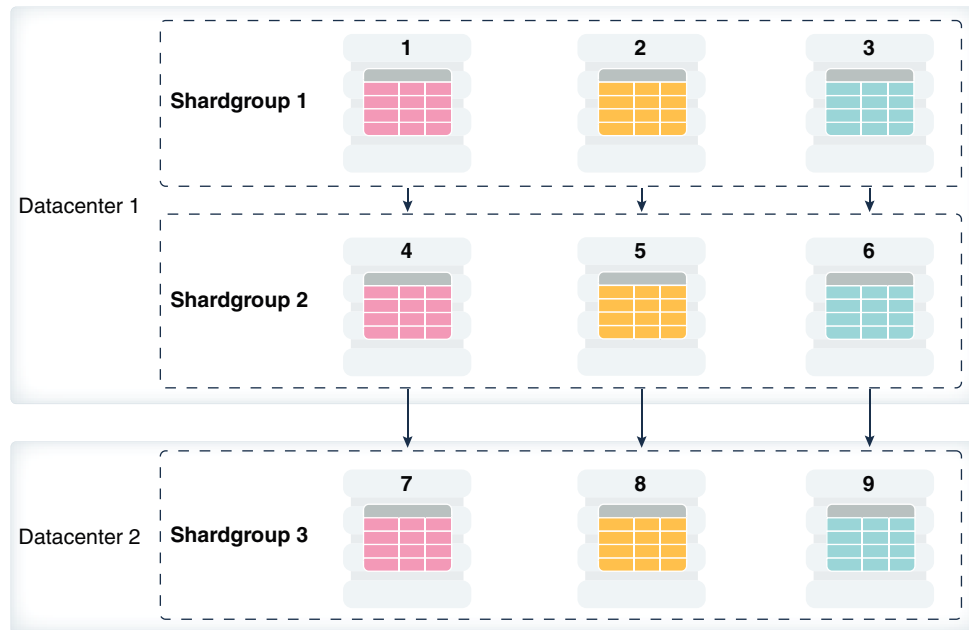 1 2 3
Shardgroup 1
Datacenter 1
4 5 6
Shardgroup 2
7 8 9
Datacenter 2 Shardgroup 3